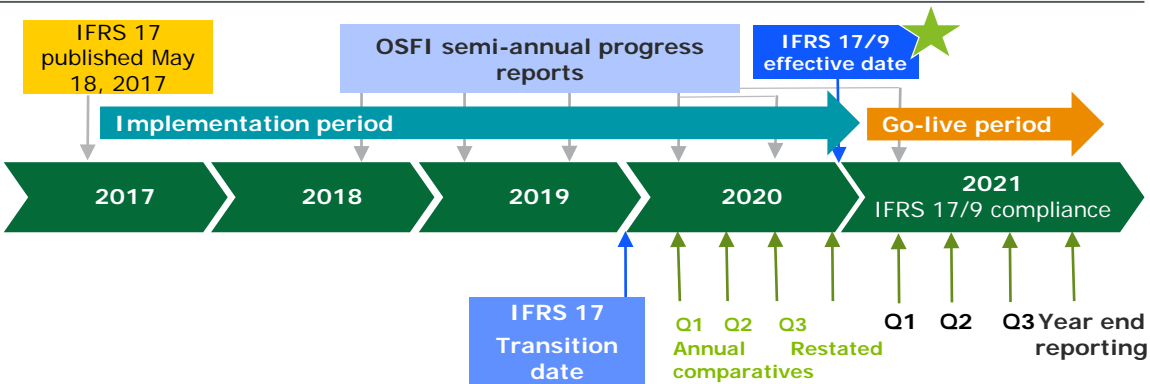 IFRS 17
published May
18, 2017
OSFI semi-annual progress
reports
IFRS 17/9
effective date
Implementation period
Go-live period
2017
2018
2019
2020
2021
IFRS 17/9 compliance
IFRS 17
Transition
date
Q1 Q2 Q3
Annual Restated
comparatives
Q1 Q2 Q3 Year end
reporting